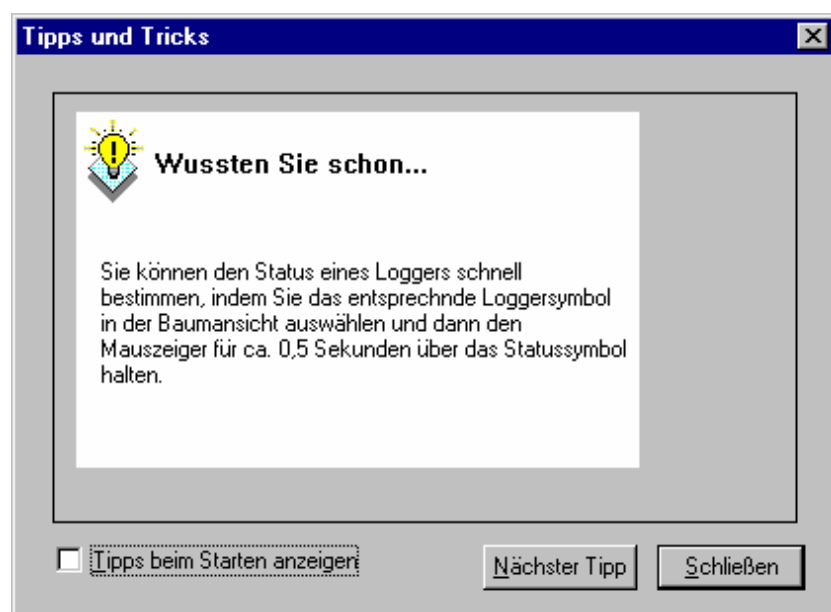 Tipps und Tricks
Wussten Sie schon...
Sie können den Status eines Loggers schnell
bestimmen, indem Sie das entsprechnde Loggersymbol
in der Baumansicht auswählen und dann den
Mauszeiger für ca. 0,5 Sekunden über das Statussymbol
halten.
Tipps beim Starten anzeigen
Nächster Tipp
Schließen